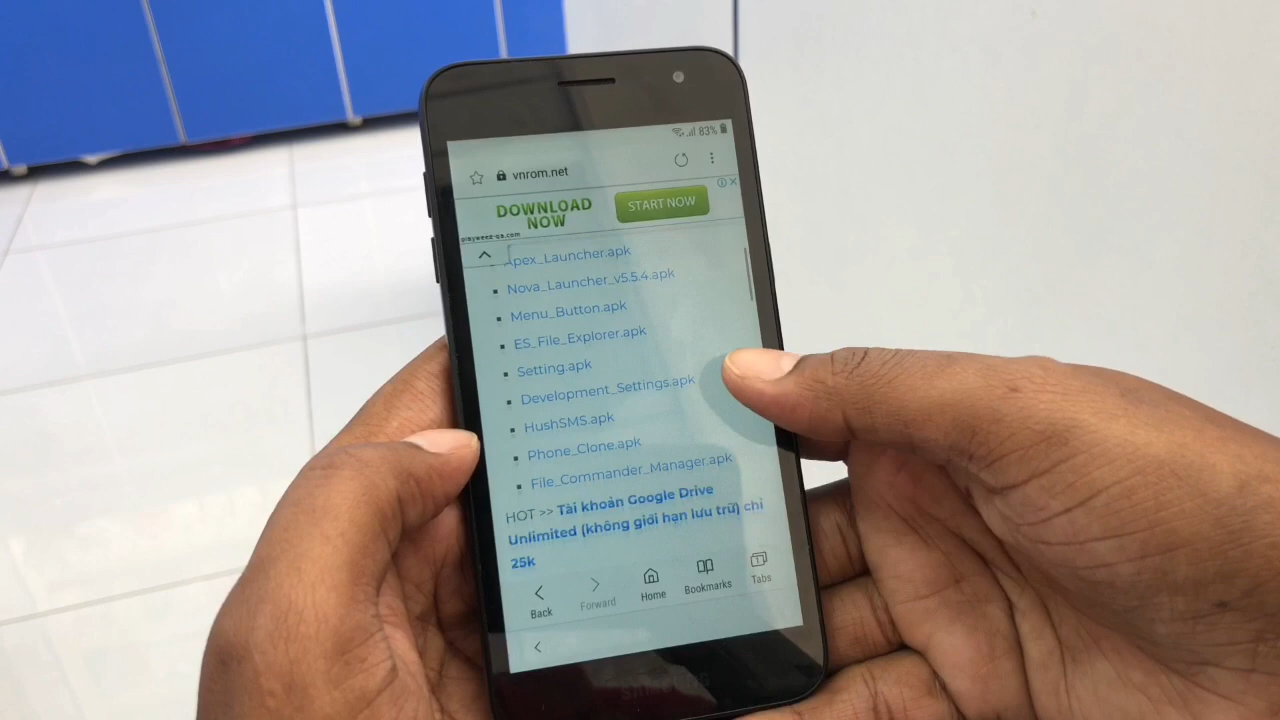 83%
vnrom.net
DOWNLOAD
NOW
START NOW
Apex_Launcher.apk
Nova_Launcher_v5.5.4.apk
Menu_Button.apk
ES_File_Explorer.apk
Setting.apk
Development_Settings.apk
HushSMS.apk
Phone_Clone.apk
File_Commander_Manager.apk
HOT >> Tài khoản Google Drive
Unlimited (không giới hạn lưu trữ) chỉ
25k
Back
Forward
Home
Bookmarks
1
Tabs
SAMSUNG